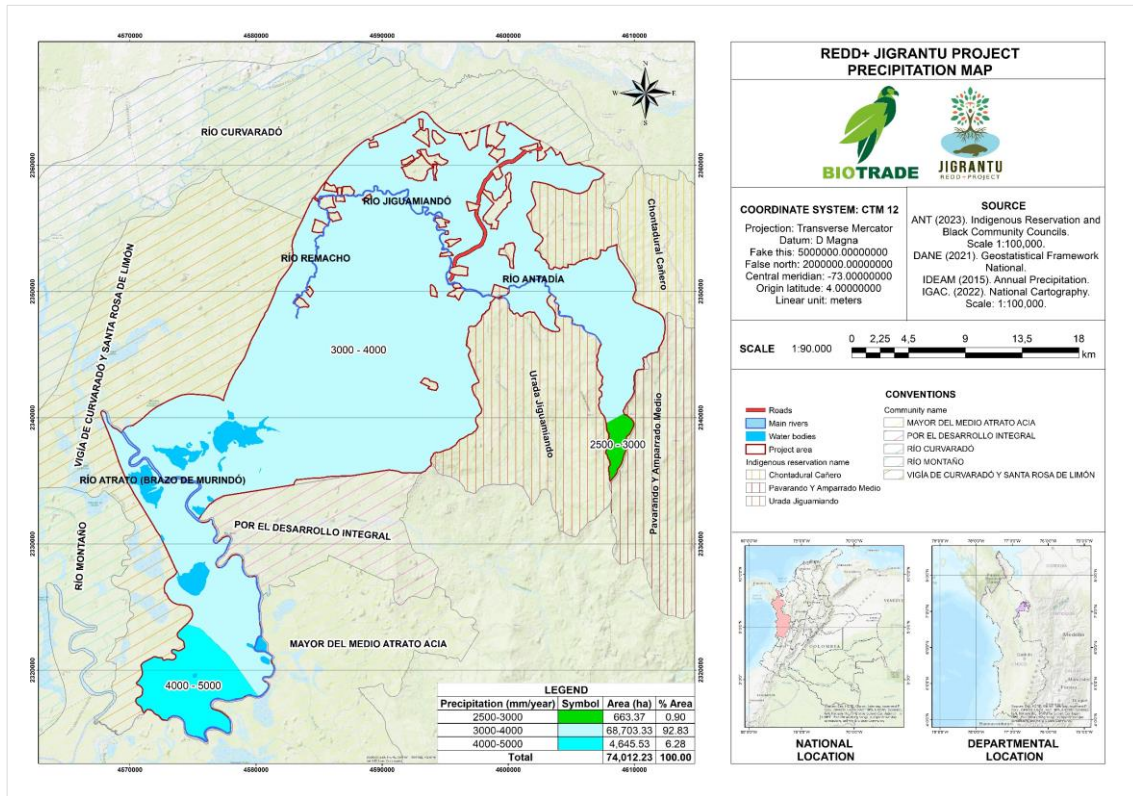 4670000 4680000 4690000 4600000 4610000
2360000
2350000
2340000
2330000
2320000
N
W E
S
RÍO CURVARADÓ
RÍO JIGUAMIANDÓ
RÍO REMACHO
RÍO ANTADÍA
Chontadural Cañero
VIGÍA DE CURVARADÓ Y SANTA ROSA DE LIMÓN
3000 - 4000
Urada Jiguamiando
Pavarando Y Amparrado Medio
2500 - 3000
RÍO ATRATO (BRAZO DE MURINDÓ)
RÍO MONTAÑO
POR EL DESARROLLO INTEGRAL
MAYOR DEL MEDIO ATRATO ACIA
4000 - 5000
LEGEND
Precipitation (mm/year) Symbol Area (ha) % Area
2500-3000 663.37 0.90
3000-4000 68,703.33 92.83
4000-5000 4,645.53 6.28
Total 74,012.23 100.00
REDD+ JIGRANTU PROJECT
PRECIPITATION MAP
BIOTRADE
JIGRANTU
REDD+PROJECT
COORDINATE SYSTEM: CTM 12
Projection: Transverse Mercator
Datum: D Magna
Fake this: 5000000.00000000
False north: 2000000.00000000
Central meridian: -73.00000000
Origin latitude: 4.00000000
Linear unit: meters
SOURCE
ANT (2023). Indigenous Reservation and
Black Community Councils.
Scale 1:100,000.
DANE (2021). Geostatistical Framework
National.
IDEAM (2015). Annual Precipitation.
IGAC. (2022). National Cartography.
Scale: 1:100,000.
SCALE 1:90.000
0 2,25 4,5 9 13,5 18
km
CONVENTIONS
Roads
Main rivers
Water bodies
Project area
Indigenous reservation name
Chontadural Cañero
Pavarando Y Amparrado Medio
Urada Jiguamiando
Community name
MAYOR DEL MEDIO ATRATO ACIA
POR EL DESARROLLO INTEGRAL
RÍO CURVARADÓ
RÍO MONTAÑO
VIGÍA DE CURVARADÓ Y SANTA ROSA DE LIMÓN
COLOMBIA
NATIONAL
LOCATION
DEPARTMENTAL
LOCATION